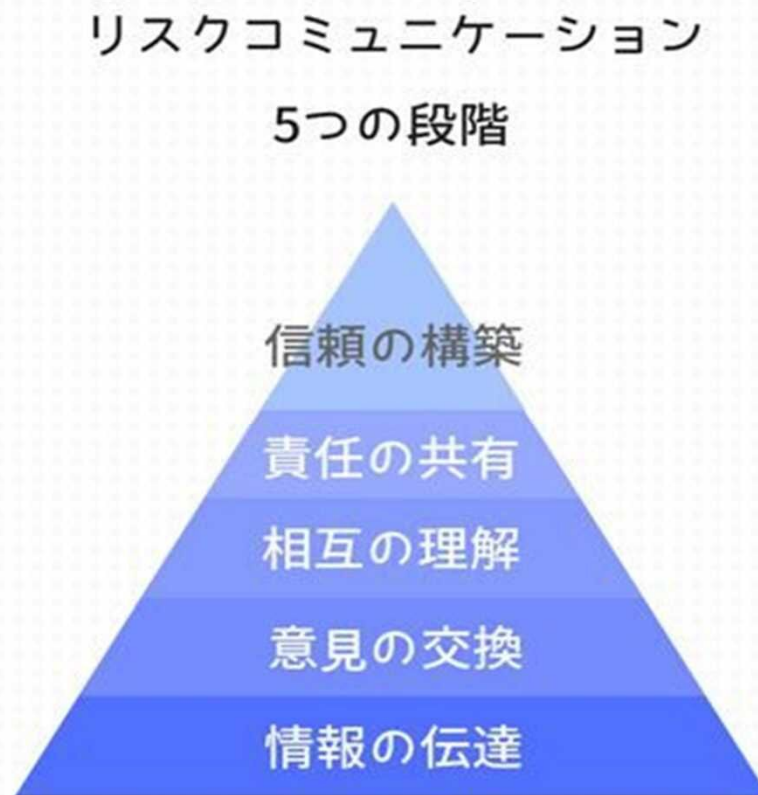 リスクコミュニケーション
5つの段階
信頼の構築
責任の共有
相互の理解
意見の交換
情報の伝達